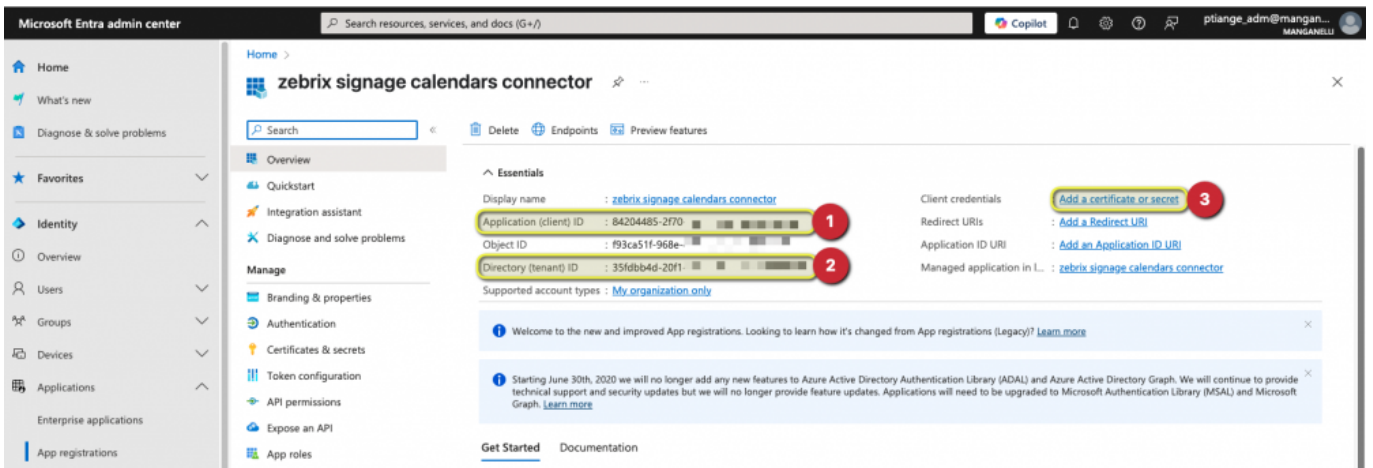 Microsoft Entra admin center
Search resources, services, and docs (G+/)
Copilot
ptiange_adm@mangan...
MANGANELLI
Home
What's new
Diagnose & solve problems
Favorites
Identity
Overview
Users
Groups
Devices
Applications
Enterprise applications
App registrations
Home >
zebrix signage calendars connector
Search
Overview
Quickstart
Integration assistant
Diagnose and solve problems
Manage
Branding & properties
Authentication
Certificates & secrets
Token configuration
API permissions
Expose an API
App roles
Delete
Endpoints
Preview features
Essentials
Display name : zebrix signage calendars connector
Application (client) ID : 84204485-2f70- 1
Object ID : f93ca51f-968e-
Directory (tenant) ID : 35fdbb4d-20f1- 2
Supported account types : My organization only
Client credentials : Add a certificate or secret 3
Redirect URIs : Add a Redirect URI
Application ID URI : Add an Application ID URI
Managed application in l... : zebrix signage calendars connector
Welcome to the new and improved App registrations. Looking to learn how it's changed from App registrations (Legacy)? Learn more
Starting June 30th, 2020 we will no longer add any new features to Azure Active Directory Authentication Library (ADAL) and Azure Active Directory Graph. We will continue to provide
technical support and security updates but we will no longer provide feature updates. Applications will need to be upgraded to Microsoft Authentication Library (MSAL) and Microsoft
Graph. Learn more
Get Started
Documentation